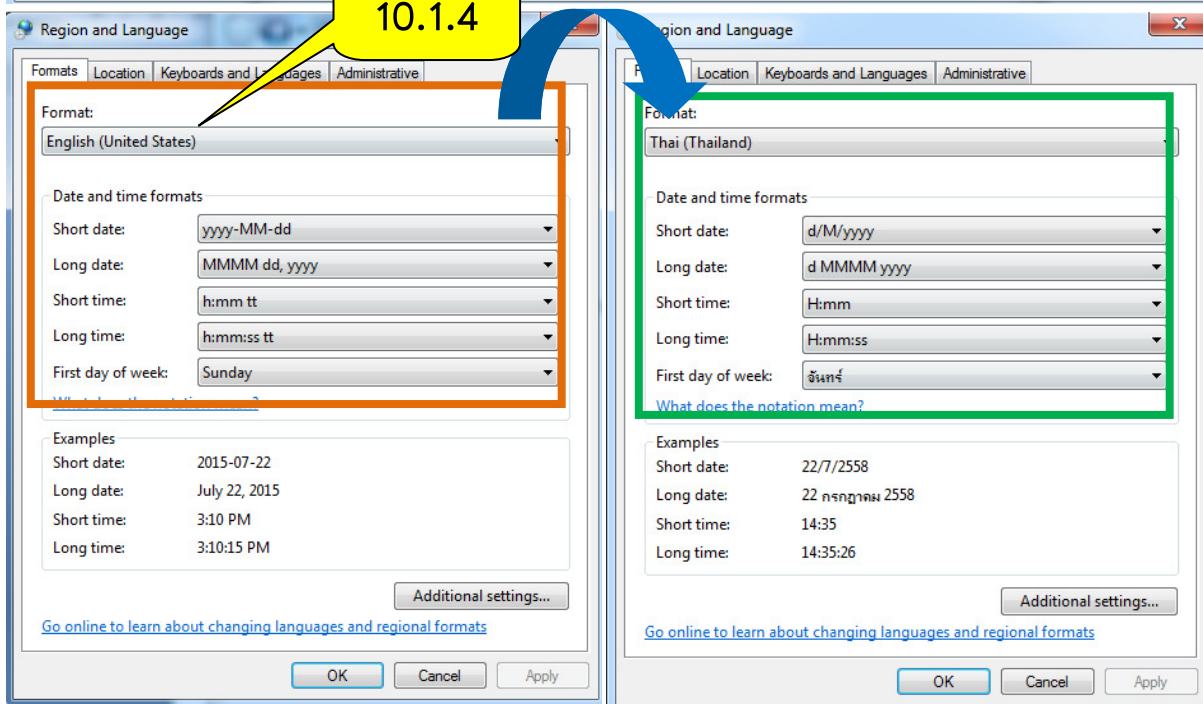 10.1.4
Region and Language
Formats Location Keyboards and Languages Administrative
Format:
English (United States)
Date and time formats
Short date: yyyy-MM-dd
Long date: MMMM dd, yyyy
Short time: h:mm tt
Long time: h:mm:ss tt
First day of week: Sunday
What does the notation mean?
Examples
Short date: 2015-07-22
Long date: July 22, 2015
Short time: 3:10 PM
Long time: 3:10:15 PM
Additional settings...
Go online to learn about changing languages and regional formats
OK Cancel Apply
Region and Language
Location Keyboards and Languages Administrative
Format:
Thai (Thailand)
Date and time formats
Short date: d/M/yyyy
Long date: d MMMM yyyy
Short time: H:mm
Long time: H:mm:ss
First day of week: จันทร์
What does the notation mean?
Examples
Short date: 22/7/2558
Long date: 22 กรกฎาคม 2558
Short time: 14:35
Long time: 14:35:26
Additional settings...
Go online to learn about changing languages and regional formats
OK Cancel Apply